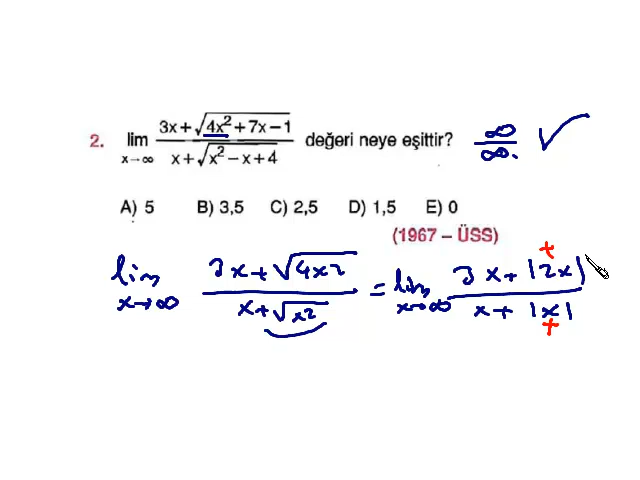 2. lim x→∞ (3x+√(4x²+7x−1))/(x+√(x²−x+4)) değeri neye eşittir? ∞/∞. ✓
A) 5 B) 3,5 C) 2,5 D) 1,5 E) 0
(1967 – ÜSS)
lim x→∞ (3x+√(4x2))/(x+√(x2)) = lim x→∞ (3x+|2x|)/(x+|x|) + +